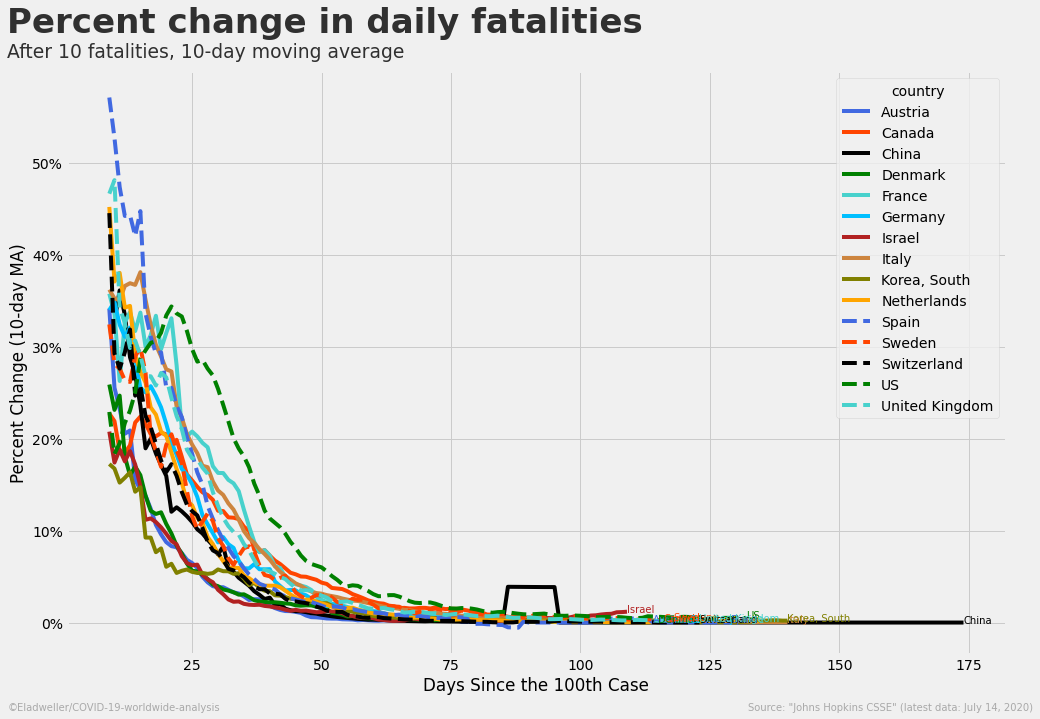 Percent change in daily fatalities
After 10 fatalities, 10-day moving average
country
Austria
Canada
China
Denmark
France
Germany
Israel
Italy
Korea, South
Netherlands
Spain
Sweden
Switzerland
US
United Kingdom
Percent Change (10-day MA)
50%
40%
30%
20%
10%
0%
Israel
Switzerland
US
Korea, South
China
25
50
75
100
125
150
175
Days Since the 100th Case
©Eladweller/COVID-19-worldwide-analysis
Source: "Johns Hopkins CSSE" (latest data: July 14, 2020)